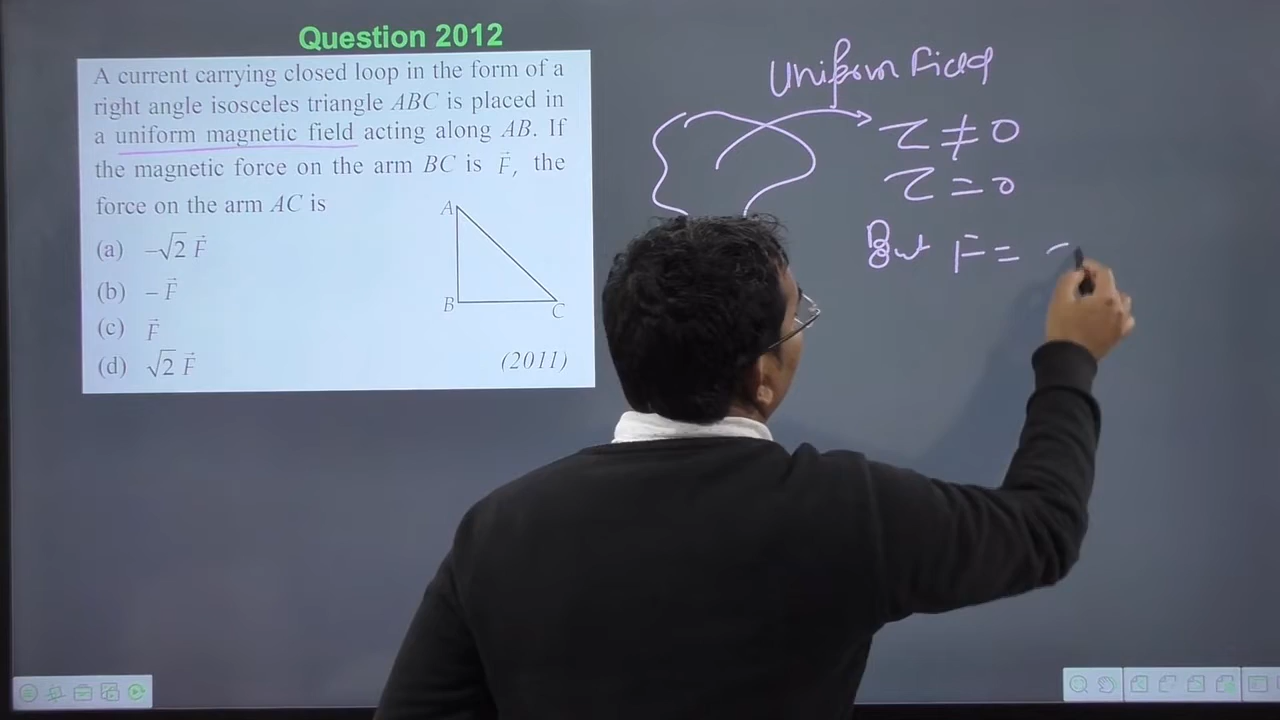 Question 2012
A current carrying closed loop in the form of a
right angle isosceles triangle ABC is placed in
a uniform magnetic field acting along AB. If
the magnetic force on the arm BC is F⃗, the
force on the arm AC is
(a) −√2 F⃗
(b) − F⃗
(c) F⃗
(d) √2 F⃗
(2011)
A
B
C
Uniform Field
τ ≠ 0
τ = 0
But F =